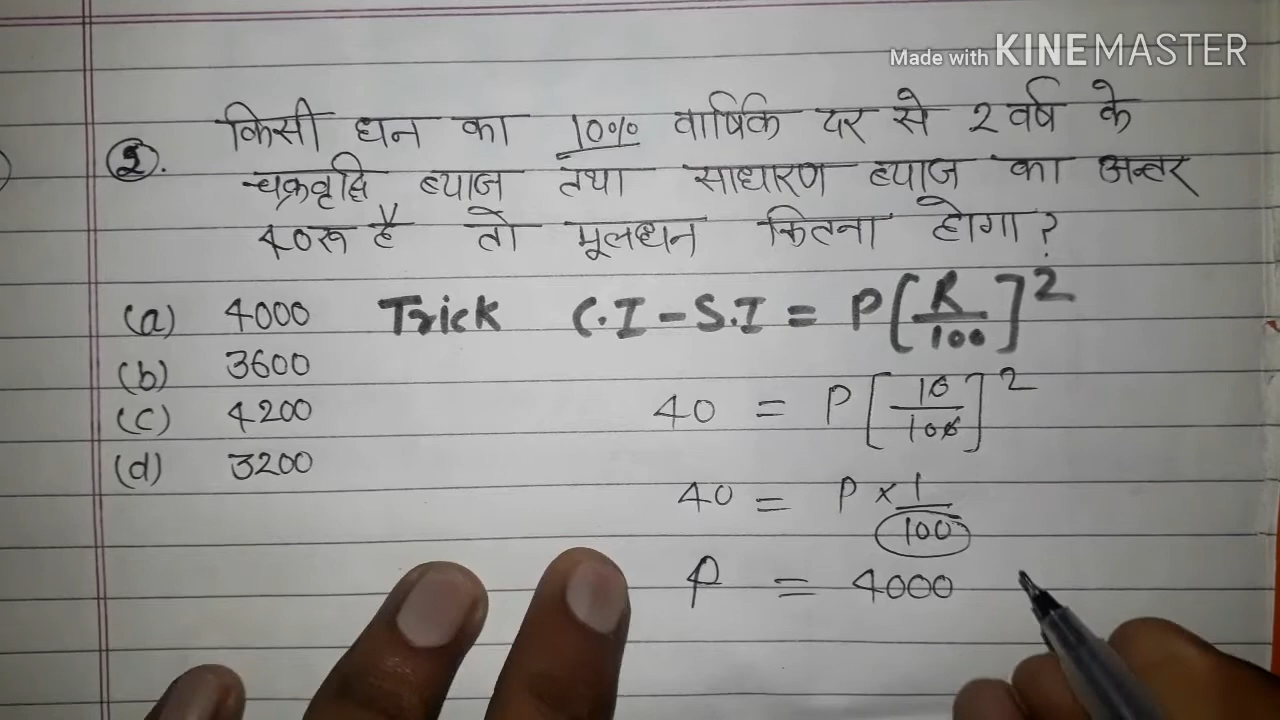 Made with KINEMASTER
2. किसी धन का 10% वार्षिक दर से 2 वर्ष के
चक्रवृद्धि ब्याज तथा साधारण ब्याज का अन्तर
40रू है तो मूलधन कितना होगा?
(a) 4000 Trick C.I - S.I = P[R/100]²
(b) 3600
40 = P[10/100]²
(c) 4200
(d) 3200
40 = P × 1/100
P = 4000